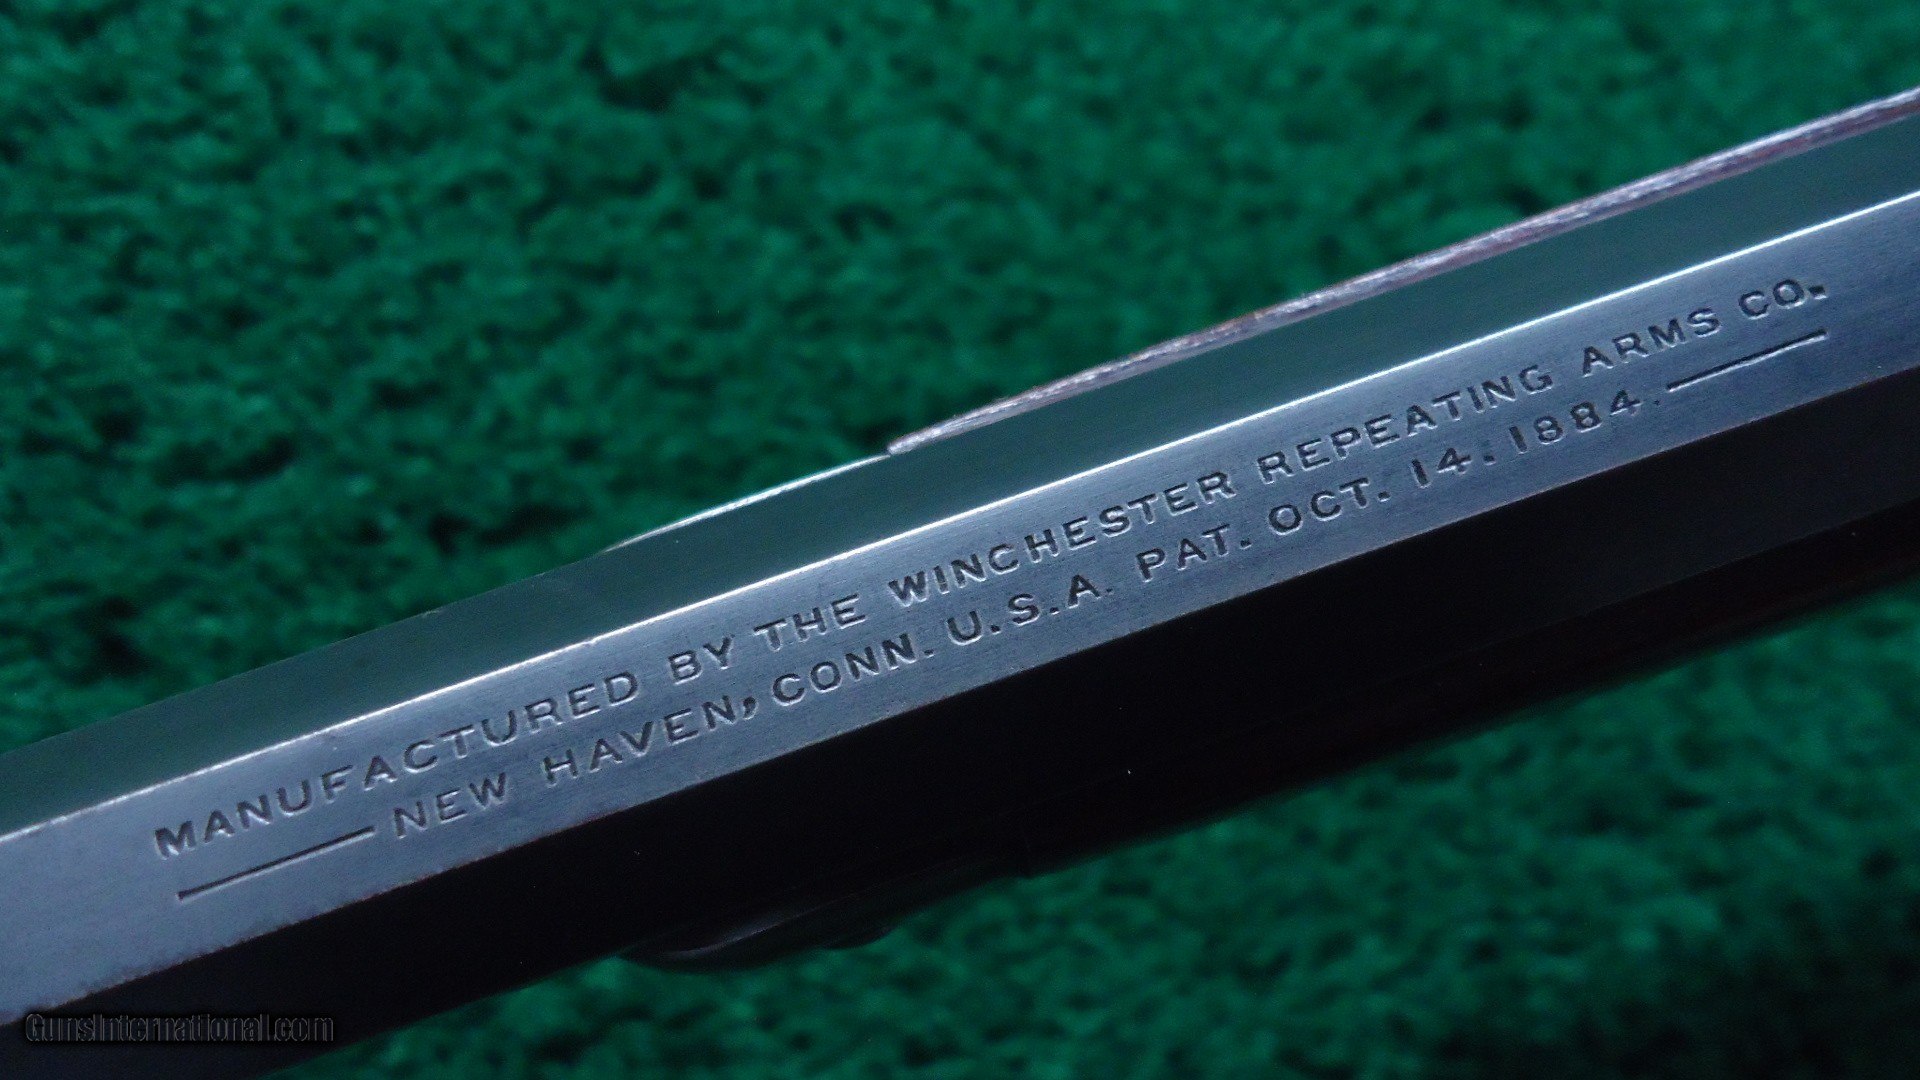 MANUFACTURED BY THE WINCHESTER REPEATING ARMS CO.
NEW HAVEN, CONN. U.S.A. PAT. OCT. 14. 1884.
GunsInternational.com